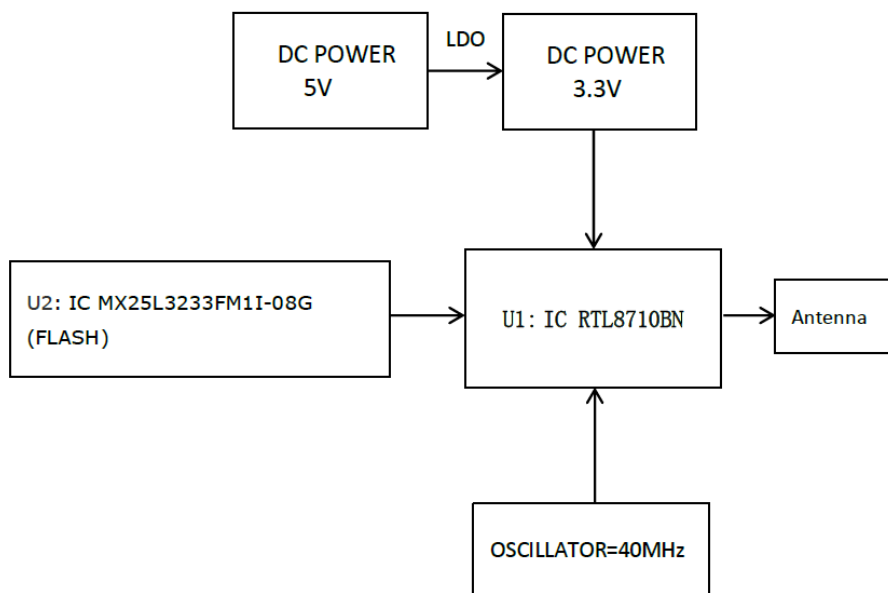 DC POWER
5V
LDO
DC POWER
3.3V
U2: IC MX25L3233FM1I-08G
(FLASH)
U1: IC RTL8710BN
Antenna
OSCILLATOR=40MHz